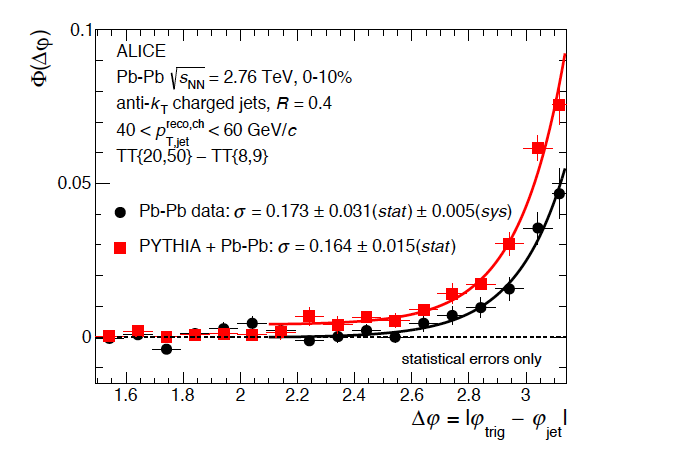 Φ(Δφ)
0.1
0.05
0
ALICE
Pb-Pb √sNN = 2.76 TeV, 0-10%
anti-kT charged jets, R = 0.4
40 < pT,jet^reco,ch < 60 GeV/c
TT{20,50} − TT{8,9}
Pb-Pb data: σ = 0.173 ± 0.031(stat) ± 0.005(sys)
PYTHIA + Pb-Pb: σ = 0.164 ± 0.015(stat)
statistical errors only
1.6 1.8 2 2.2 2.4 2.6 2.8 3
Δφ = |φtrig − φjet|